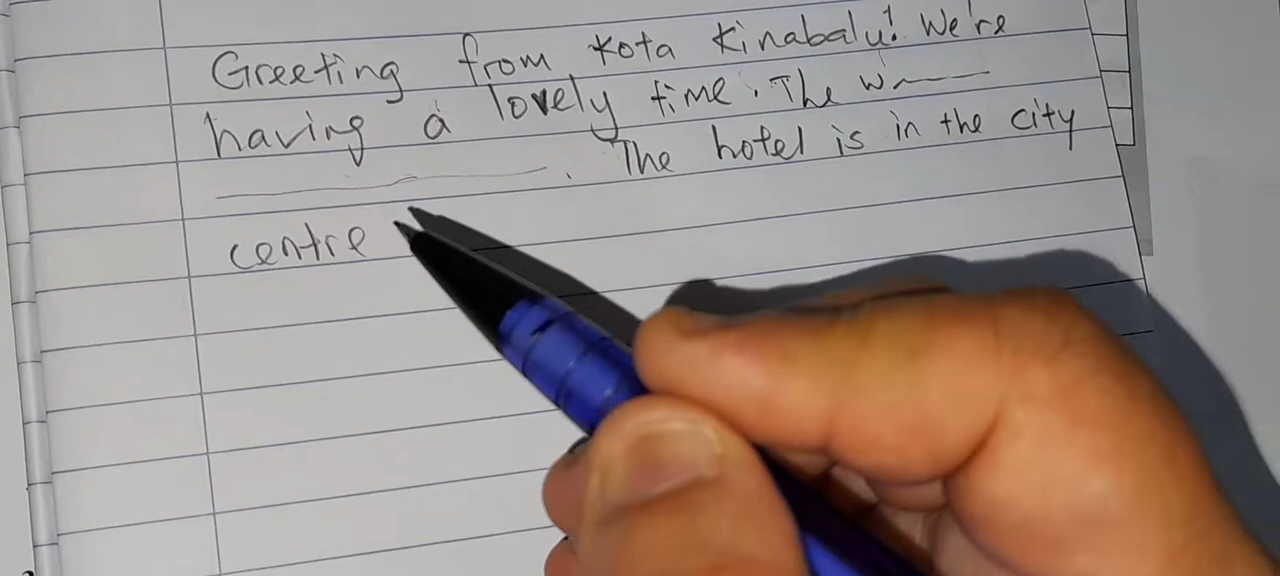 Greeting from Kota Kinabalu! We're
having a lovely time. The w
. The hotel is in the city
centre